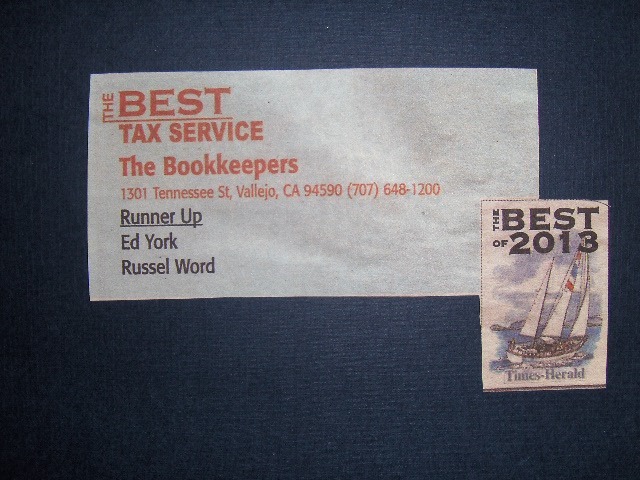 THE BEST
TAX SERVICE
The Bookkeepers
1301 Tennessee St, Vallejo, CA 94590 (707) 648-1200
Runner Up
Ed York
Russel Word
THE BEST
OF 2013
Times-Herald